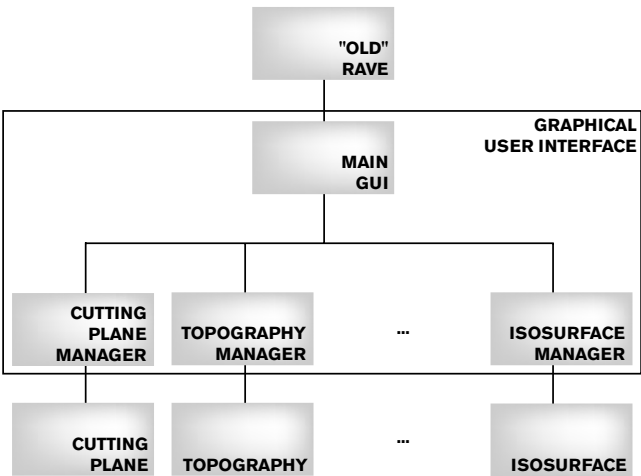 "OLD"
RAVE
GRAPHICAL
USER INTERFACE
MAIN
GUI
CUTTING
PLANE
MANAGER
TOPOGRAPHY
MANAGER
...
ISOSURFACE
MANAGER
CUTTING
PLANE
TOPOGRAPHY
...
ISOSURFACE